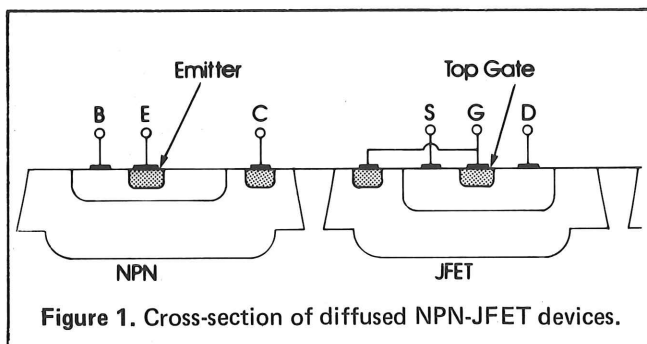 Emitter
Top Gate
B E C S G D
NPN JFET
Figure 1. Cross-section of diffused NPN-JFET devices.